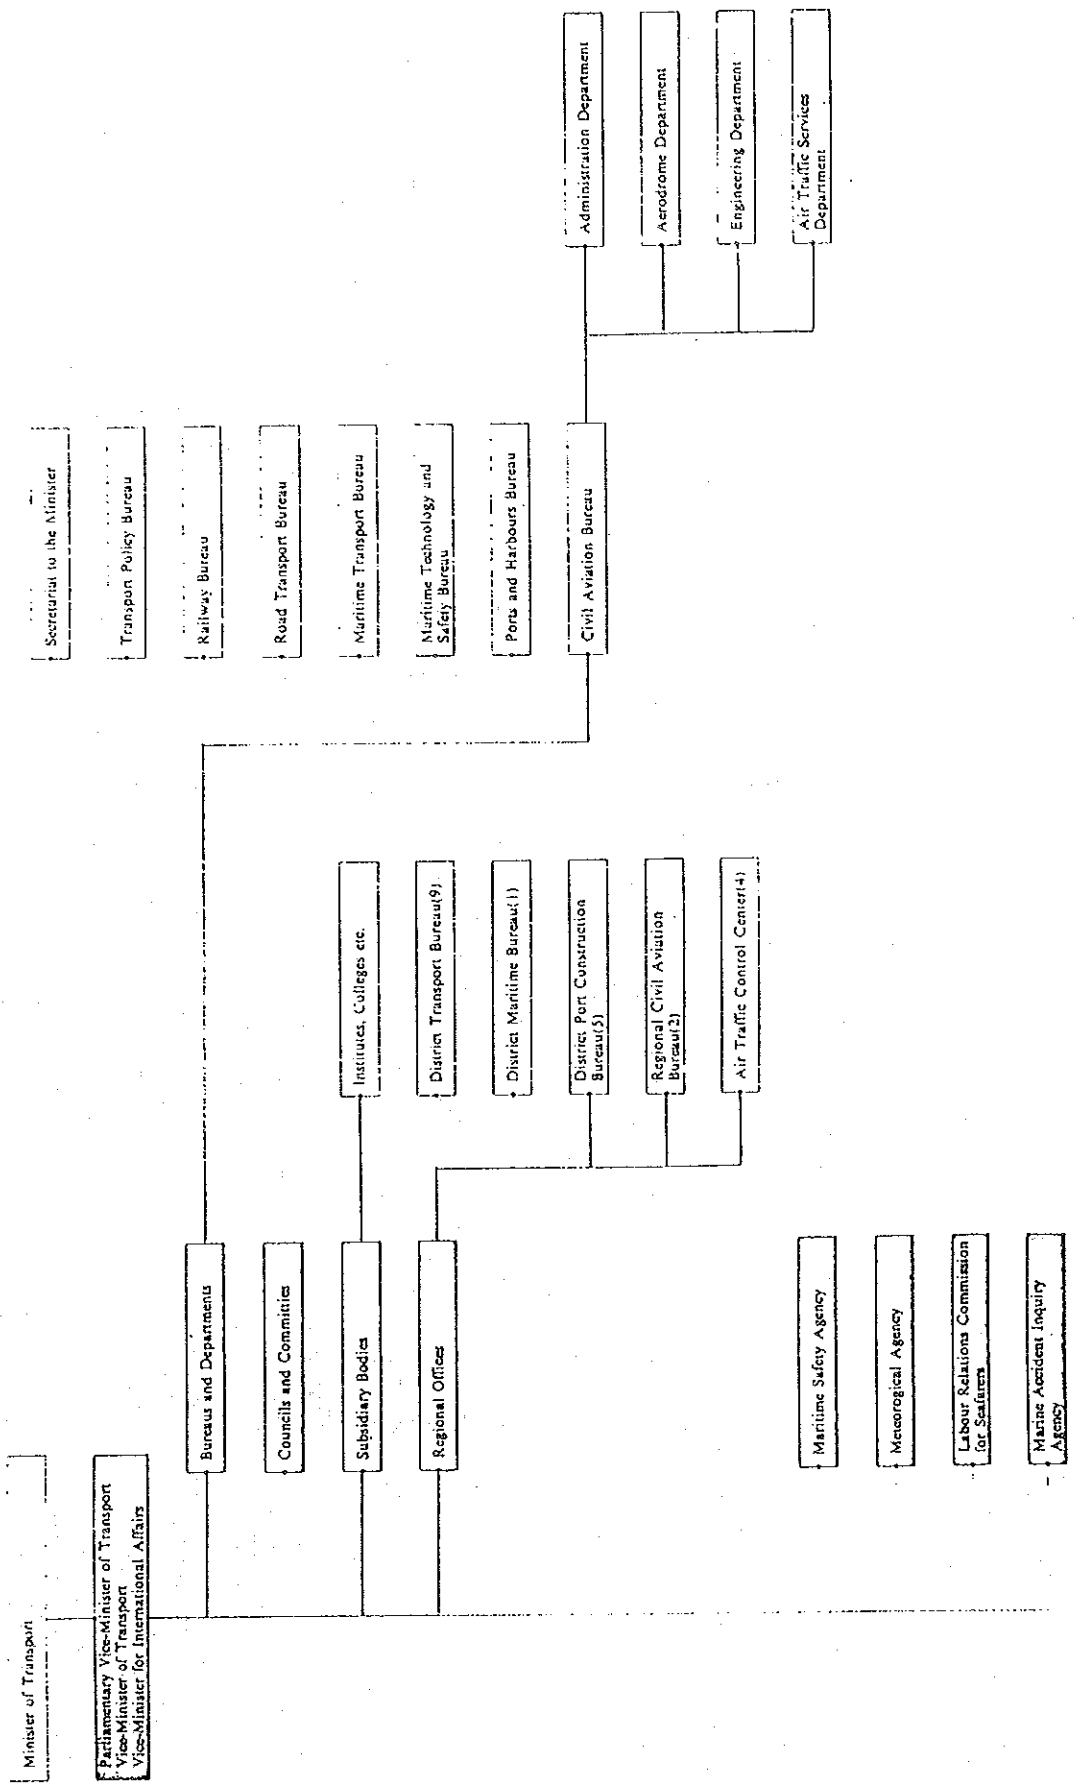 Minister of Transport
Parliamentary Vice-Minister of Transport
Vice-Minister of Transport
Vice-Minister for International Affairs
Bureaus and Departments
Councils and Committies
Subsidiary Bodies
Regional Offices
Maritime Safety Agency
Meteorogical Agency
Labour Relations Commission
for Seafarers
Marine Accident Inquiry
Agency
Institutes, Colleges etc.
District Transport Bureau(9)
District Maritime Bureau(1)
District Port Construction
Bureau(5)
Regional Civil Aviation
Bureau(2)
Air Traffic Control Center(4)
Secretariat to the Minister
Transport Policy Bureau
Railway Bureau
Road Transport Bureau
Maritime Transport Bureau
Maritime Technology and
Safety Bureau
Ports and Harbours Bureau
Civil Aviation Bureau
Administration Department
Aerodrome Department
Engineering Department
Air Traffic Services
Department